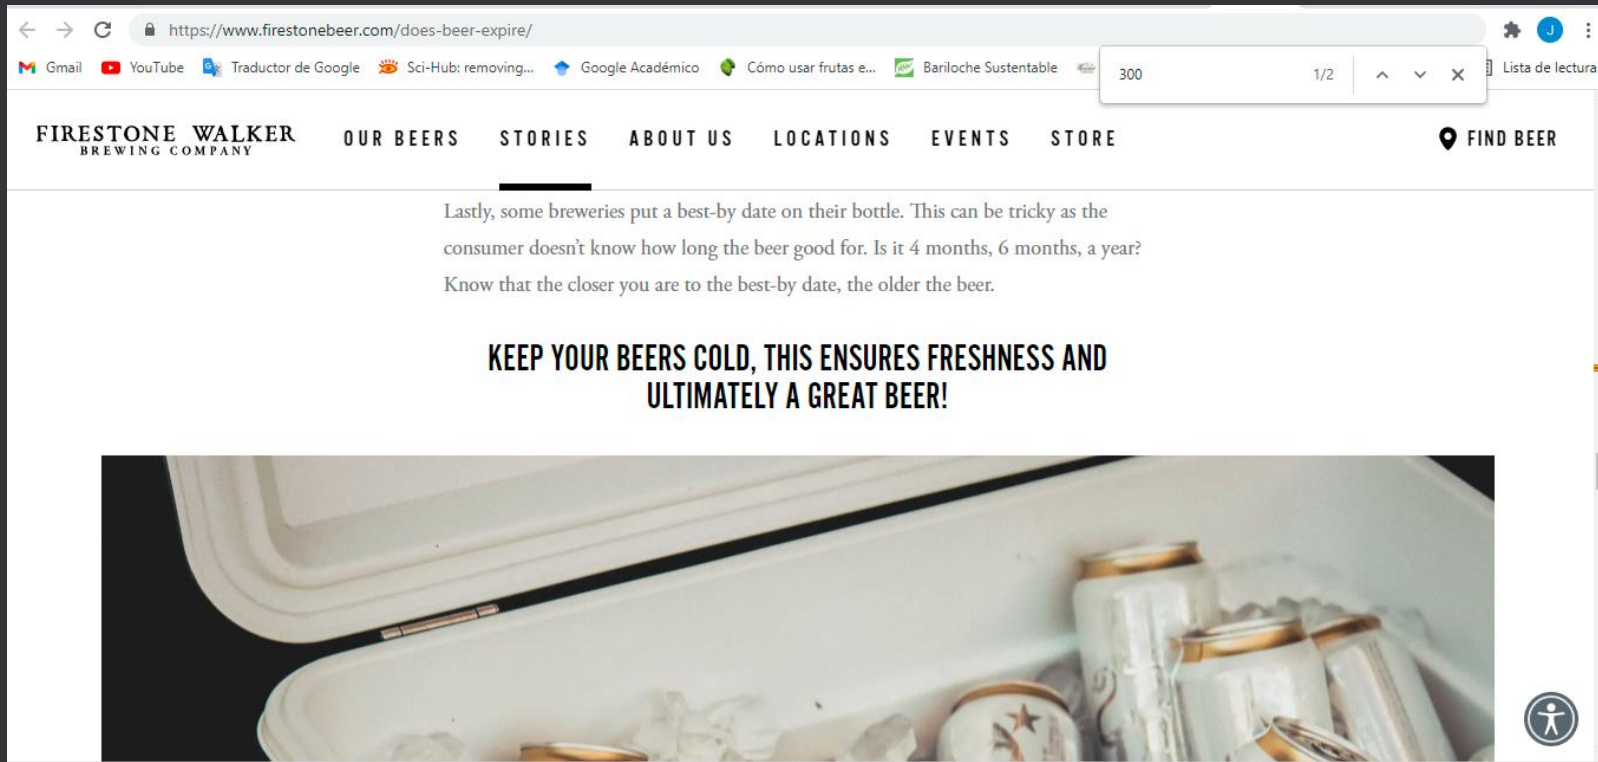 https://www.firestonebeer.com/does-beer-expire/
J
Gmail YouTube Traductor de Google Sci-Hub: removing... Google Académico Cómo usar frutas e... Bariloche Sustentable Lista de lectura
300 1/2
FIRESTONE WALKER
BREWING COMPANY
OUR BEERS STORIES ABOUT US LOCATIONS EVENTS STORE FIND BEER
Lastly, some breweries put a best-by date on their bottle. This can be tricky as the
consumer doesn't know how long the beer good for. Is it 4 months, 6 months, a year?
Know that the closer you are to the best-by date, the older the beer.
KEEP YOUR BEERS COLD, THIS ENSURES FRESHNESS AND
ULTIMATELY A GREAT BEER!